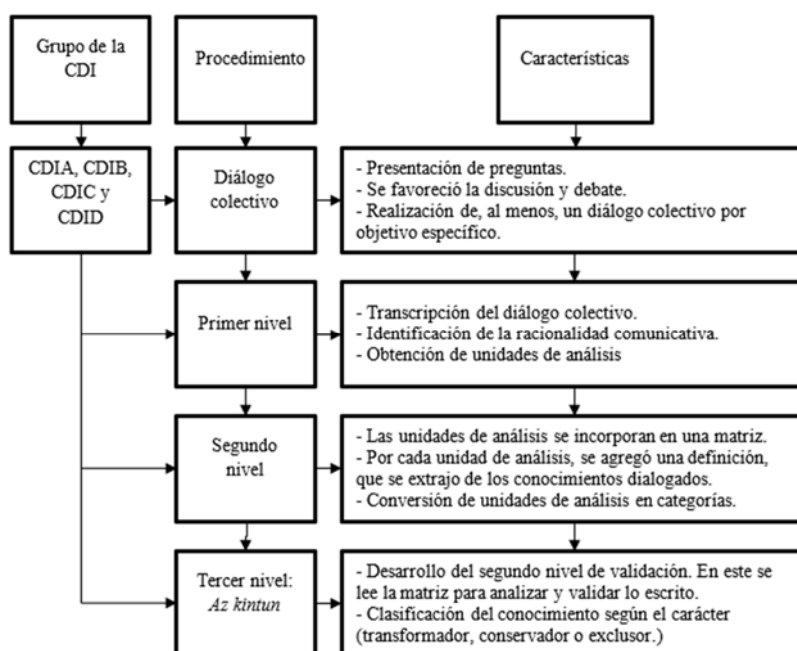 Grupo de la
CDI
Procedimiento
Características
CDIA, CDIB,
CDIC y
CDID
Diálogo
colectivo
- Presentación de preguntas.
- Se favoreció la discusión y debate.
- Realización de, al menos, un diálogo colectivo por
objetivo específico.
Primer nivel
- Transcripción del diálogo colectivo.
- Identificación de la racionalidad comunicativa.
- Obtención de unidades de análisis
Segundo
nivel
- Las unidades de análisis se incorporan en una matriz.
- Por cada unidad de análisis, se agregó una definición,
que se extrajo de los conocimientos dialogados.
- Conversión de unidades de análisis en categorías.
Tercer nivel:
Az kintun
- Desarrollo del segundo nivel de validación. En este se
lee la matriz para analizar y validar lo escrito.
- Clasificación del conocimiento según el carácter
(transformador, conservador o exclusor.)